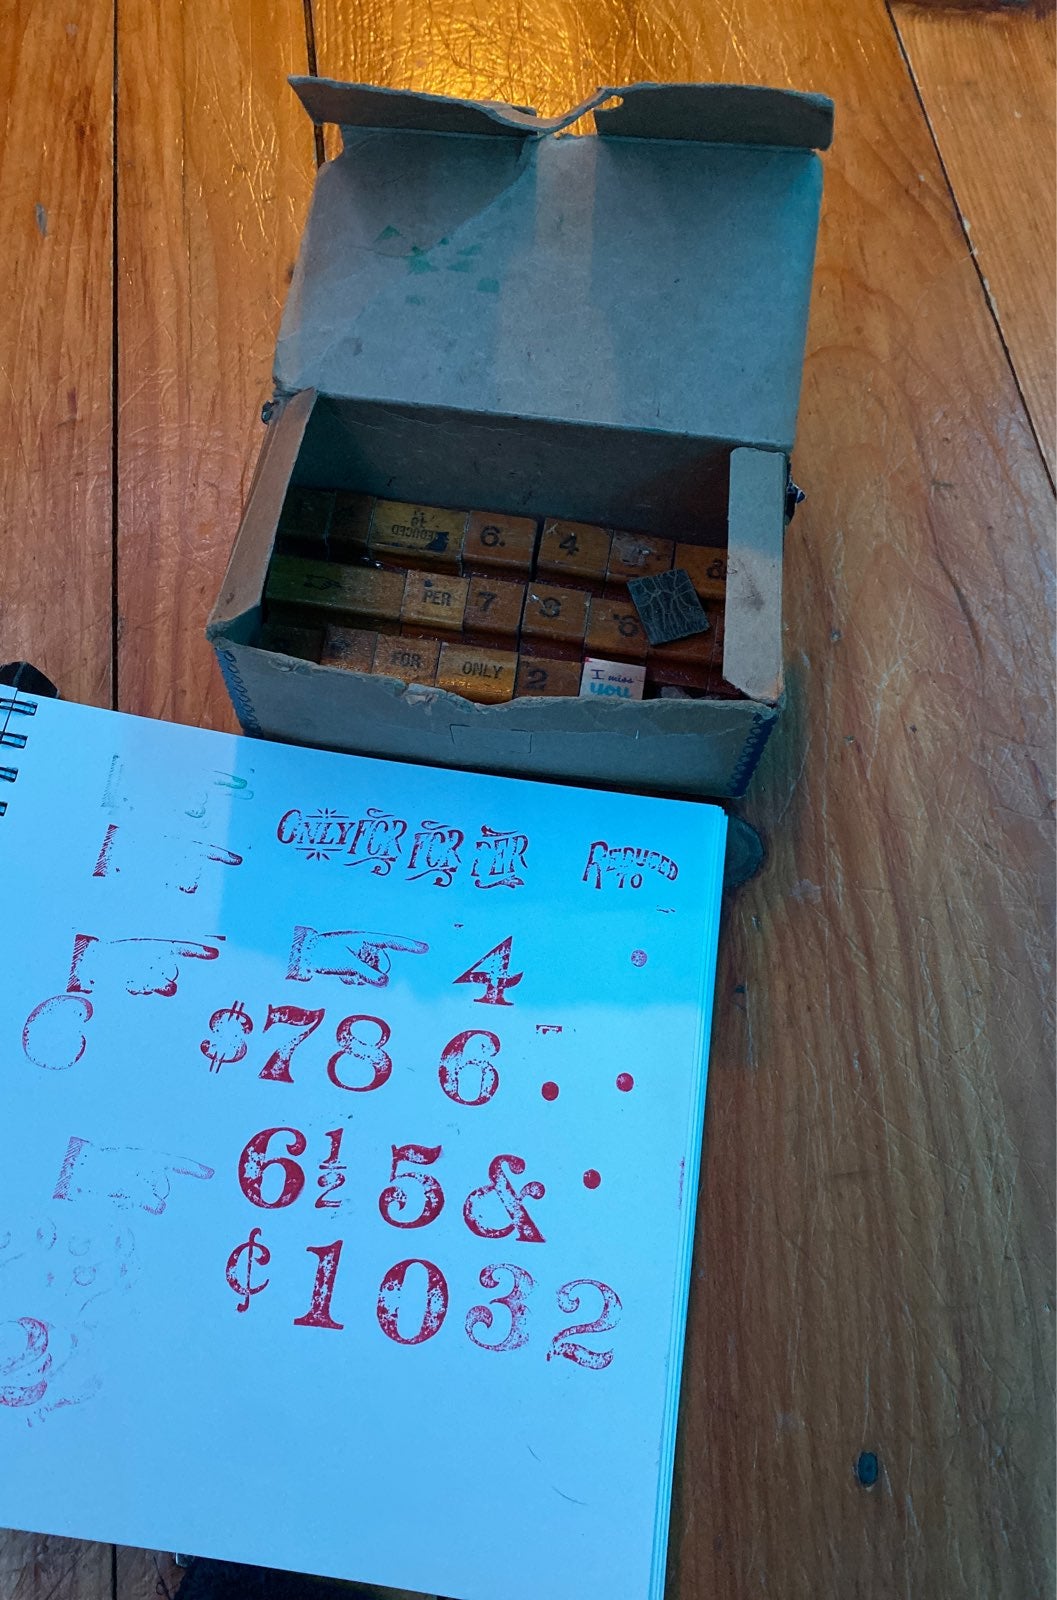 REDUCED 6. 4
PER 7 8 6
FOR ONLY 2 I miss
you
ONLY FOR FOR PER REDUCED
TO
4
$78 6 .
6½ 5 &
¢1032